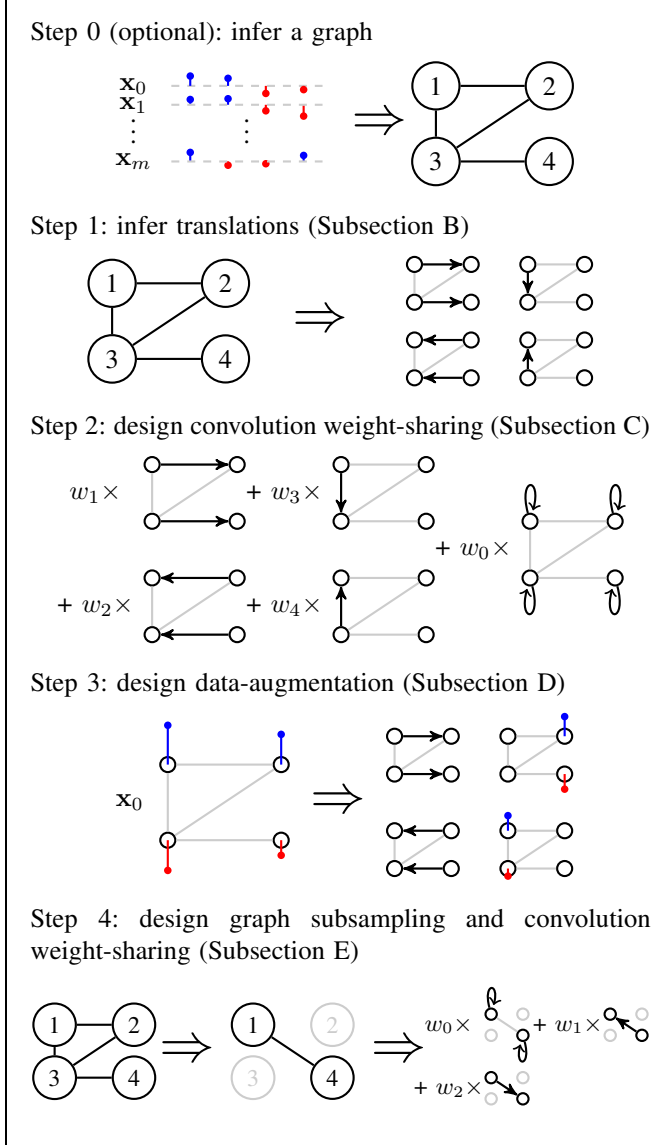 Step 0 (optional): infer a graph
x₀
x₁
⋮ ⋮
xₘ
⇒
1 2
3 4
Step 1: infer translations (Subsection B)
1 2
3 4
⇒
Step 2: design convolution weight-sharing (Subsection C)
w₁× + w₃×
+ w₀×
+ w₂× + w₄×
Step 3: design data-augmentation (Subsection D)
x₀ ⇒
Step 4: design graph subsampling and convolution
weight-sharing (Subsection E)
1 2 ⇒ 1 2 ⇒ w₀× + w₁×
3 4 3 4 + w₂×